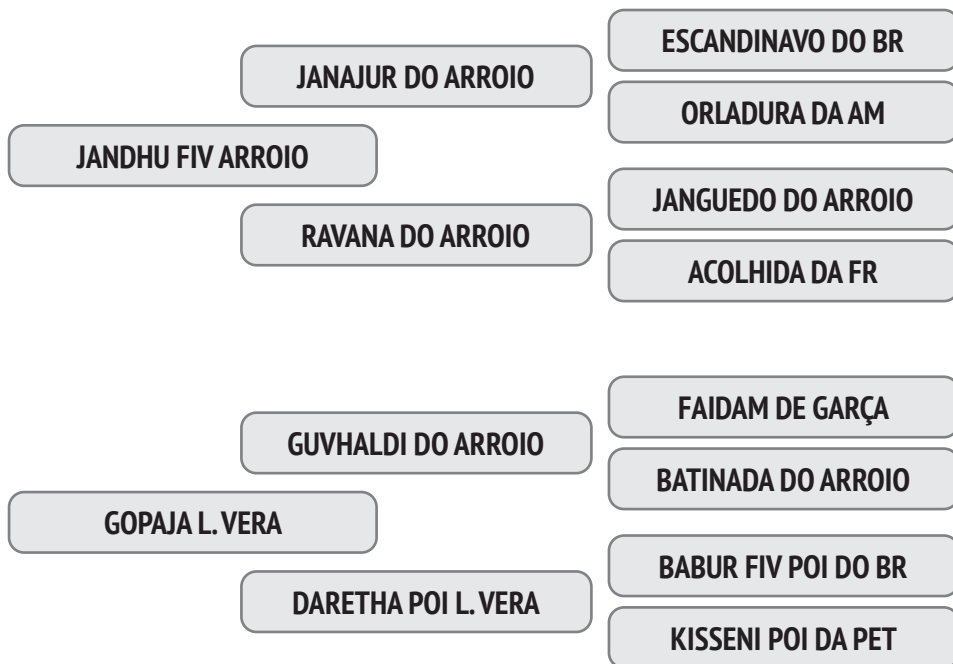 ESCANDINAVO DO BR
JANAJUR DO ARROIO
ORLADURA DA AM
JANDHU FIV ARROIO
JANGUEDO DO ARROIO
RAVANA DO ARROIO
ACOLHIDA DA FR
FAIDAM DE GARÇA
GUVHALDI DO ARROIO
BATINADA DO ARROIO
GOPAJA L. VERA
BABUR FIV POI DO BR
DARETHA POI L. VERA
KISSENI POI DA PET